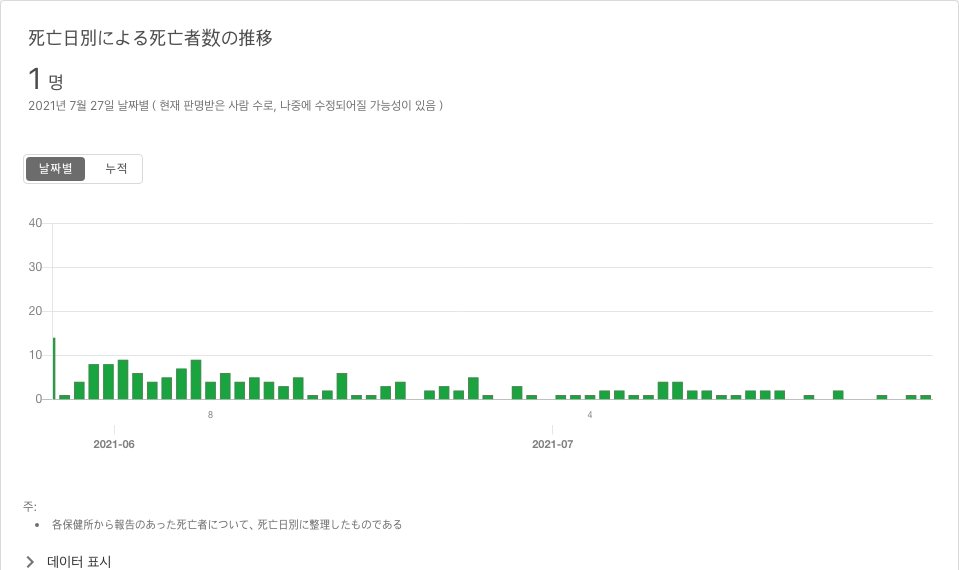 死亡日別による死亡者数の推移
1 명
2021년 7월 27일 날짜별 ( 현재 판명받은 사람 수로, 나중에 수정되어질 가능성이 있음 )
날짜별 누적
40
30
20
10
0
8 4
2021-06 2021-07
주:
• 各保健所から報告のあった死亡者について、死亡日別に整理したものである
데이터 표시